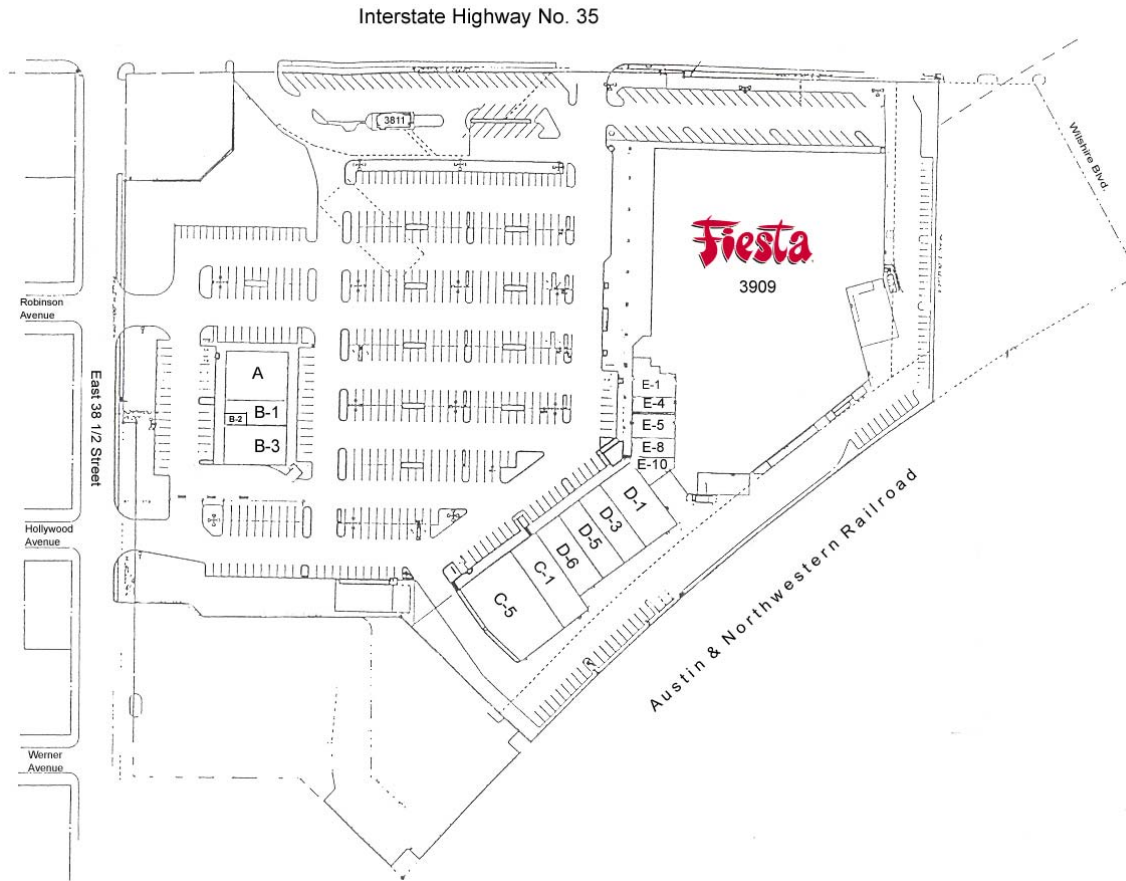 Interstate Highway No. 35
3811
Wilshire Blvd.
Fiesta
3909
Robinson
Avenue
East 38 1/2 Street
A
B-1
B-2
B-3
E-1
E-4
E-5
E-8
E-10
D-1
D-3
D-5
D-6
C-1
C-5
Hollywood
Avenue
Austin & Northwestern Railroad
Werner
Avenue